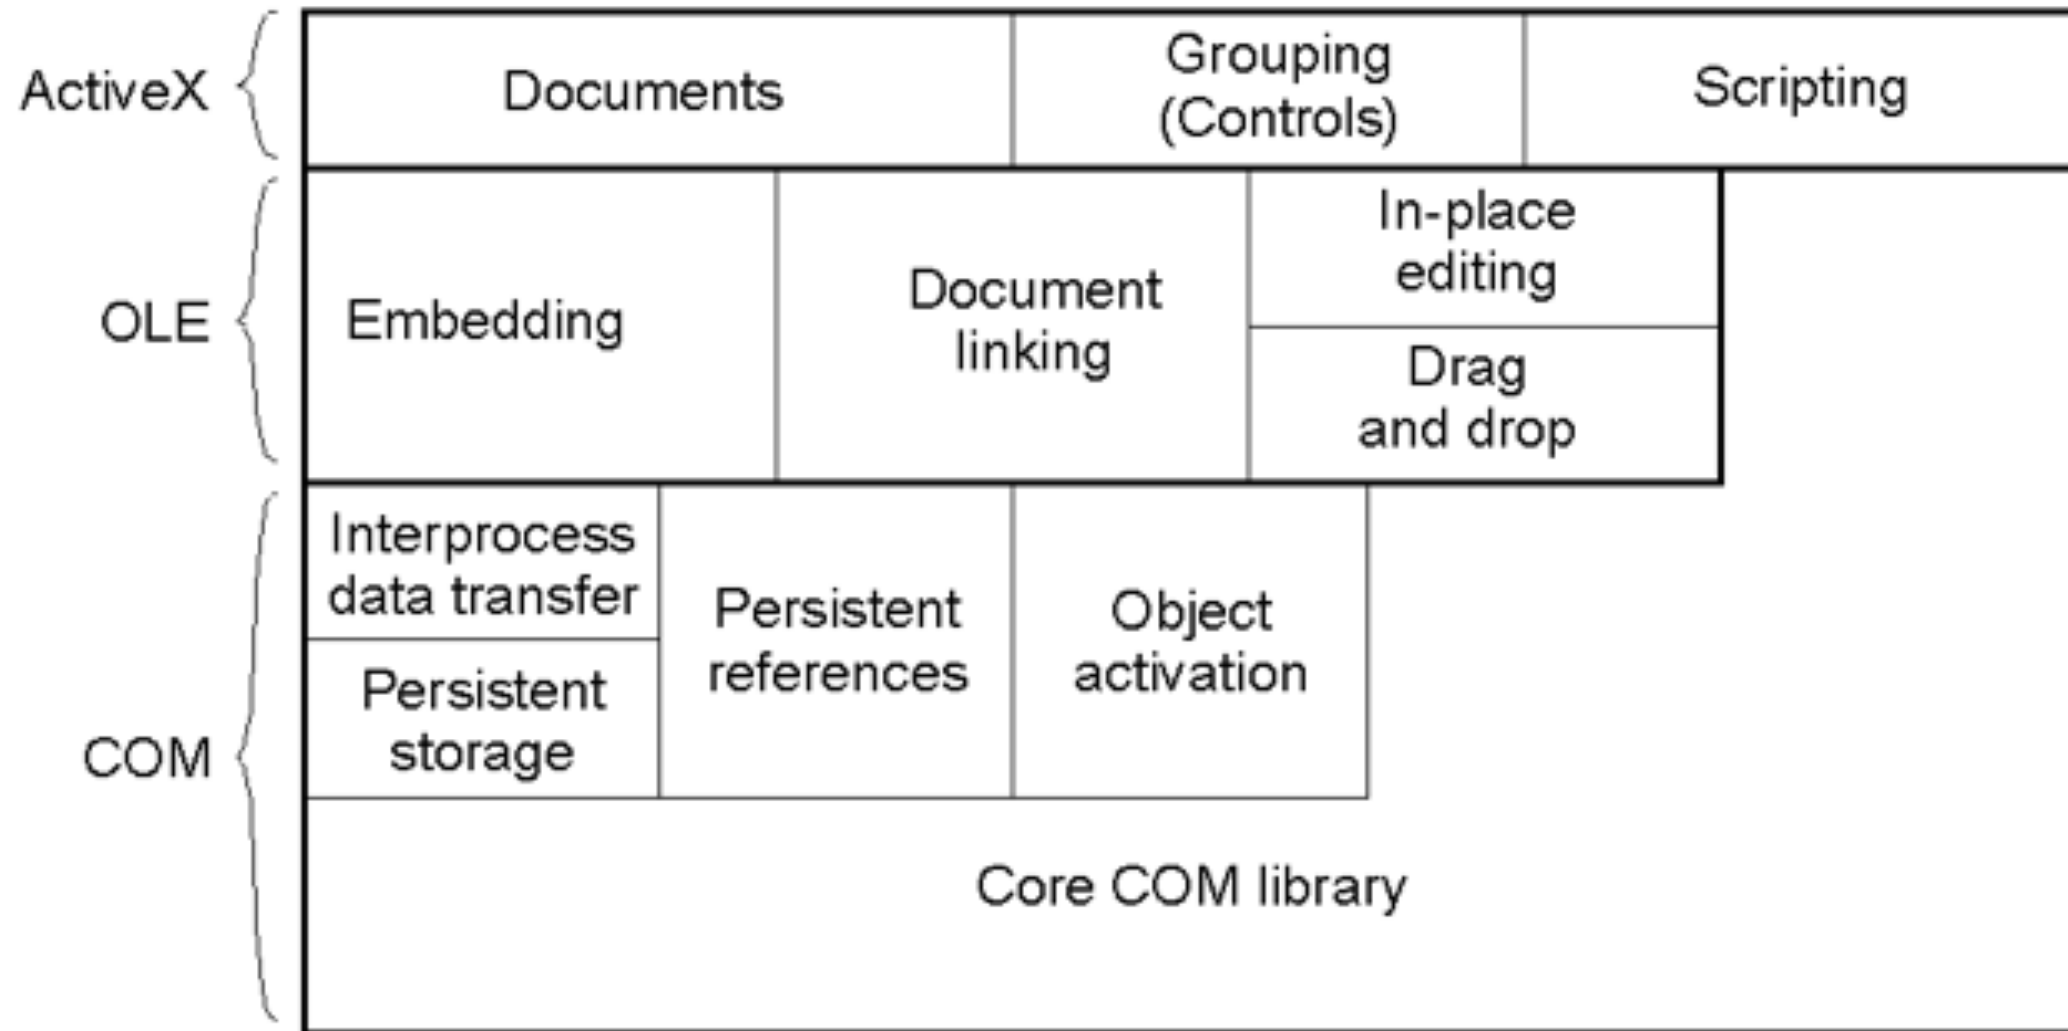 ActiveX
Documents
Grouping
(Controls)
Scripting
OLE
Embedding
Document
linking
In-place
editing
Drag
and drop
COM
Interprocess
data transfer
Persistent
storage
Persistent
references
Object
activation
Core COM library